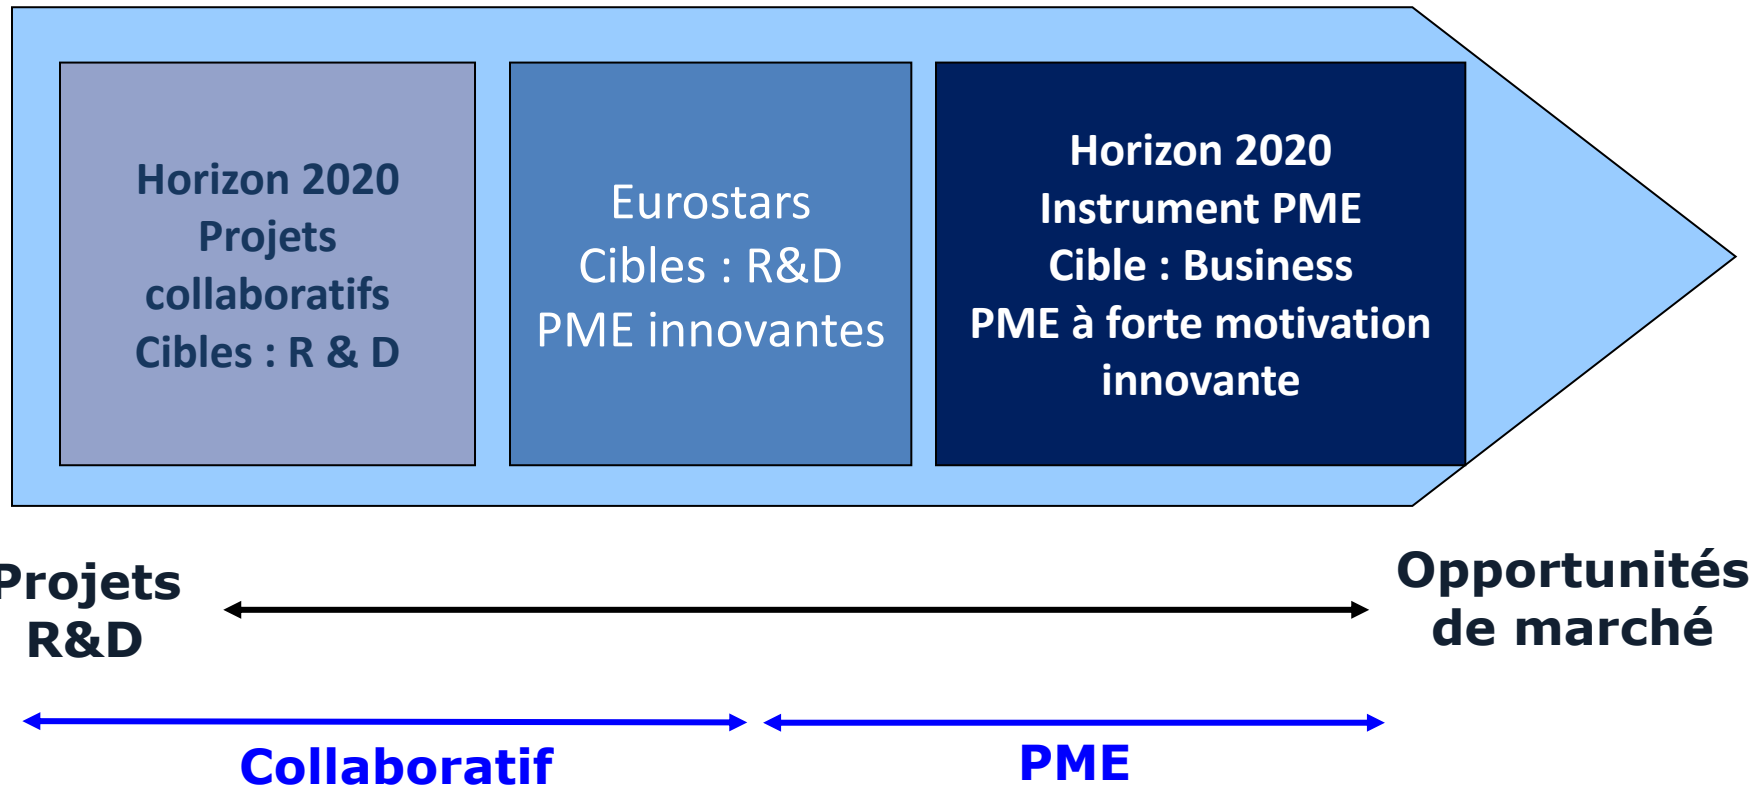 Horizon 2020
Projets
collaboratifs
Cibles : R & D
Eurostars
Cibles : R&D
PME innovantes
Horizon 2020
Instrument PME
Cible : Business
PME à forte motivation
innovante
Projets
R&D
Opportunités
de marché
Collaboratif
PME